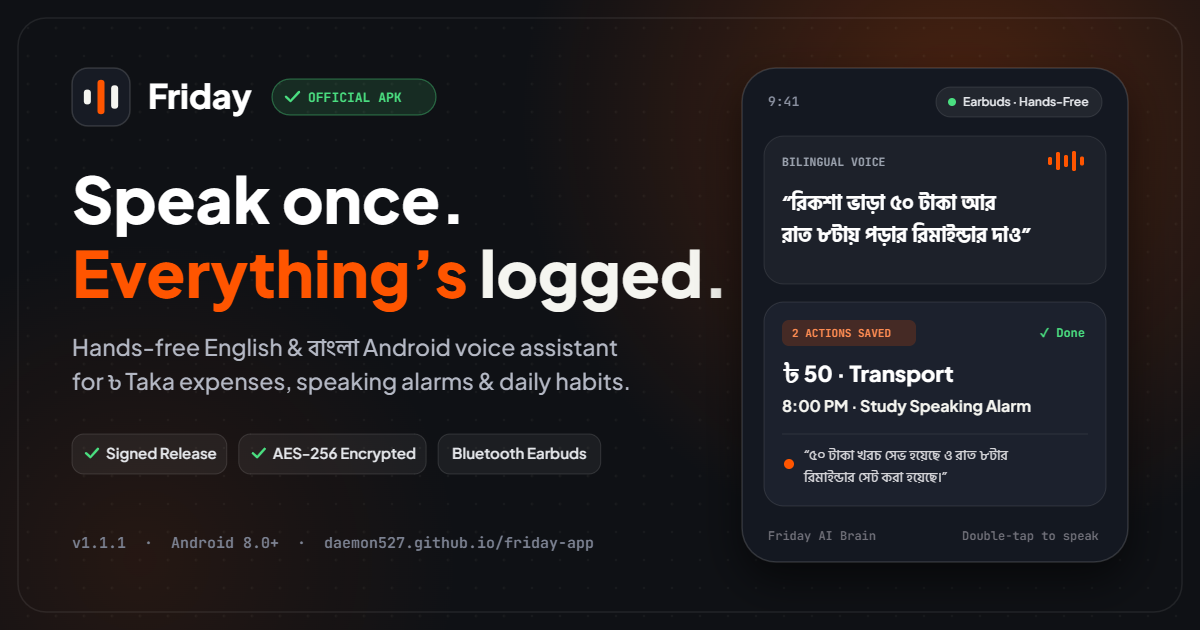 Friday
OFFICIAL APK
Speak once.
Everything’s logged.
Hands-free English & বাংলা Android voice assistant
for ৳ Taka expenses, speaking alarms & daily habits.
Signed Release
AES-256 Encrypted
Bluetooth Earbuds
v1.1.1 · Android 8.0+ · daemon527.github.io/friday-app
9:41
Earbuds · Hands-Free
BILINGUAL VOICE
“রিকশা ভাড়া ৫০ টাকা আর
রাত ৮টায় পড়ার রিমাইন্ডার দাও”
2 ACTIONS SAVED
✓ Done
৳ 50 · Transport
8:00 PM · Study Speaking Alarm
“৫০ টাকা খরচ সেভ হয়েছে ও রাত ৮টার
রিমাইন্ডার সেট করা হয়েছে।”
Friday AI Brain
Double-tap to speak